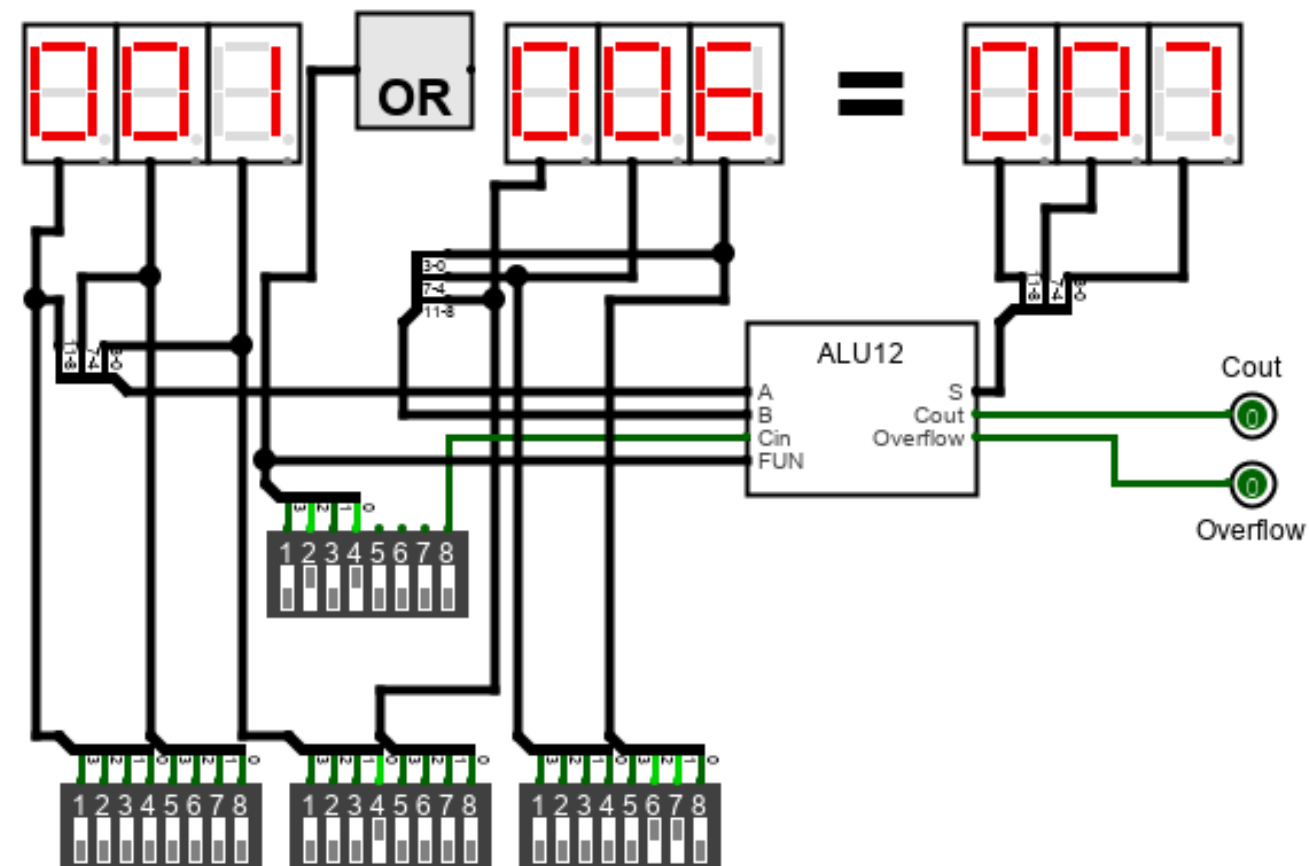 001
OR
006
=
007
3-0
7-4
11-8
11-8 7-4 3-0
11-8 7-4 3-0
ALU12
A
B
Cin
FUN
S
Cout
Overflow
Cout
0
0
Overflow
3 2 1 0
1 2 3 4 5 6 7 8
3 2 1 0 3 2 1 0
1 2 3 4 5 6 7 8
3 2 1 0 3 2 1 0
1 2 3 4 5 6 7 8
3 2 1 0 3 2 1 0
1 2 3 4 5 6 7 8